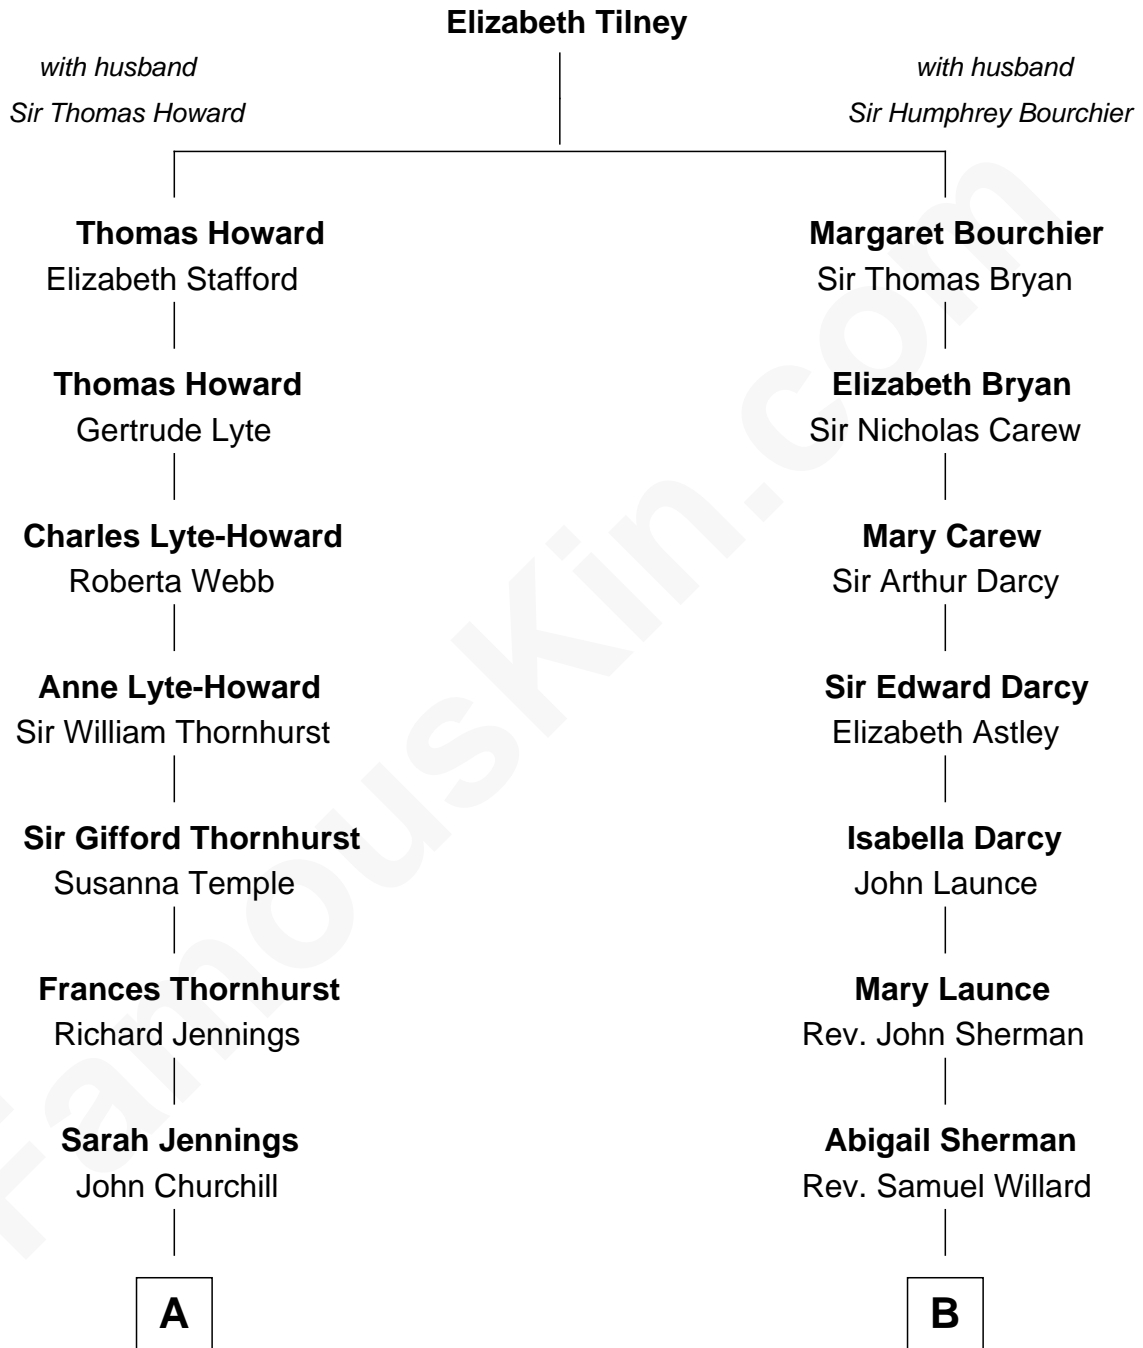 Elizabeth Tilney
with husband
Sir Thomas Howard
with husband
Sir Humphrey Bourchier
Thomas Howard
Elizabeth Stafford
Margaret Bourchier
Sir Thomas Bryan
Thomas Howard
Gertrude Lyte
Elizabeth Bryan
Sir Nicholas Carew
Charles Lyte-Howard
Roberta Webb
Mary Carew
Sir Arthur Darcy
Anne Lyte-Howard
Sir William Thornhurst
Sir Edward Darcy
Elizabeth Astley
Sir Gifford Thornhurst
Susanna Temple
Isabella Darcy
John Launce
Frances Thornhurst
Richard Jennings
Mary Launce
Rev. John Sherman
Sarah Jennings
John Churchill
Abigail Sherman
Rev. Samuel Willard
A
B
FamousKin.com